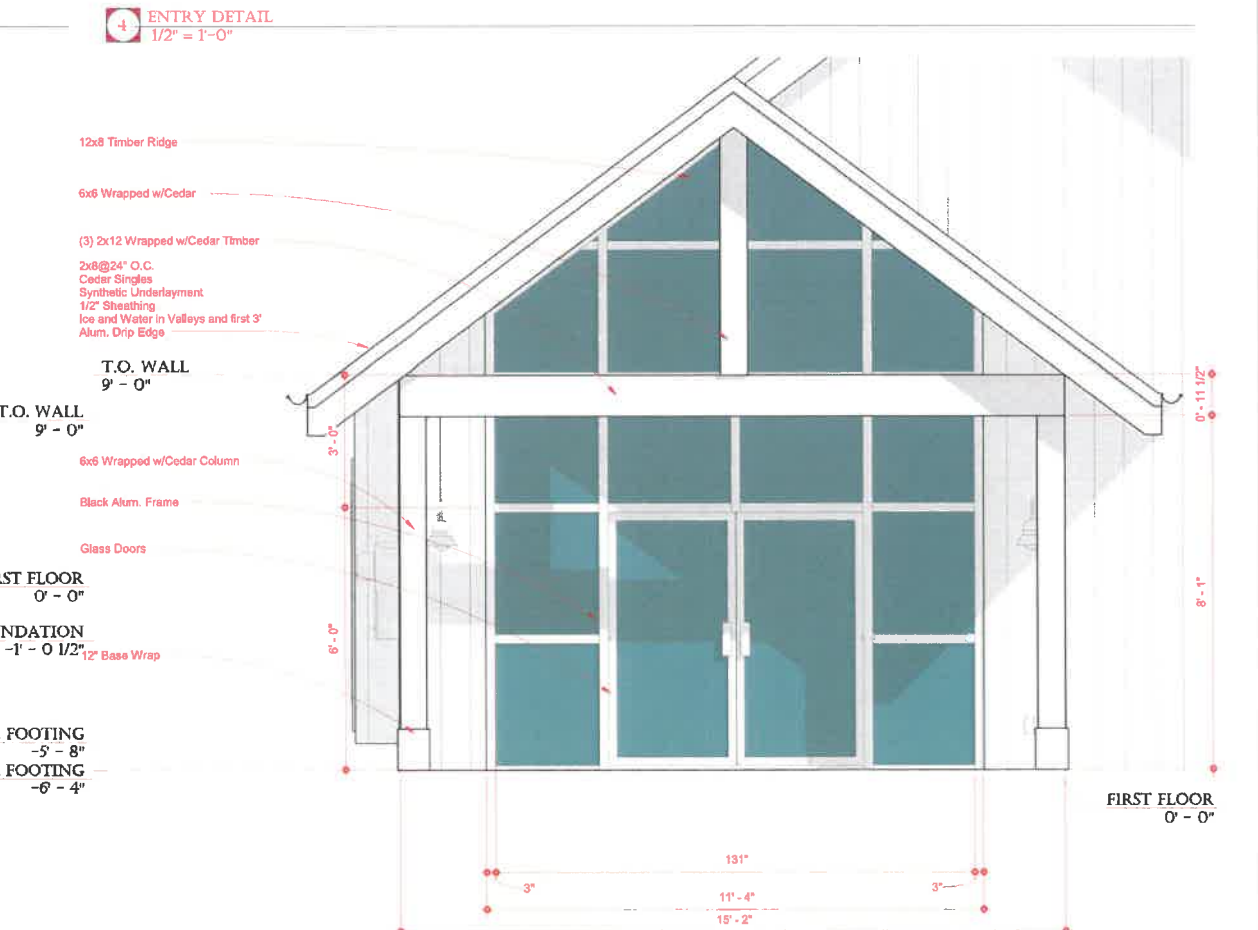 4
ENTRY DETAIL
1/2" = 1'-0"
12x8 Timber Ridge
6x6 Wrapped w/Cedar
(3) 2x12 Wrapped w/Cedar Timber
2x8@24" O.C.
Cedar Singles
Synthetic Underlayment
1/2" Sheathing
Ice and Water in Valleys and first 3'
Alum. Drip Edge
T.O. WALL
9' - 0"
T.O. WALL
9' - 0"
6x6 Wrapped w/Cedar Column
Black Alum. Frame
Glass Doors
RST FLOOR
0' - 0"
NDATION
-1' - 0 1/2"
12" Base Wrap
FOOTING
-5' - 8"
FOOTING
-6' - 4"
3' - 0"
6' - 0"
0' - 11 1/2"
8' - 1"
FIRST FLOOR
0' - 0"
131"
3"
3"
11' - 4"
15' - 2"